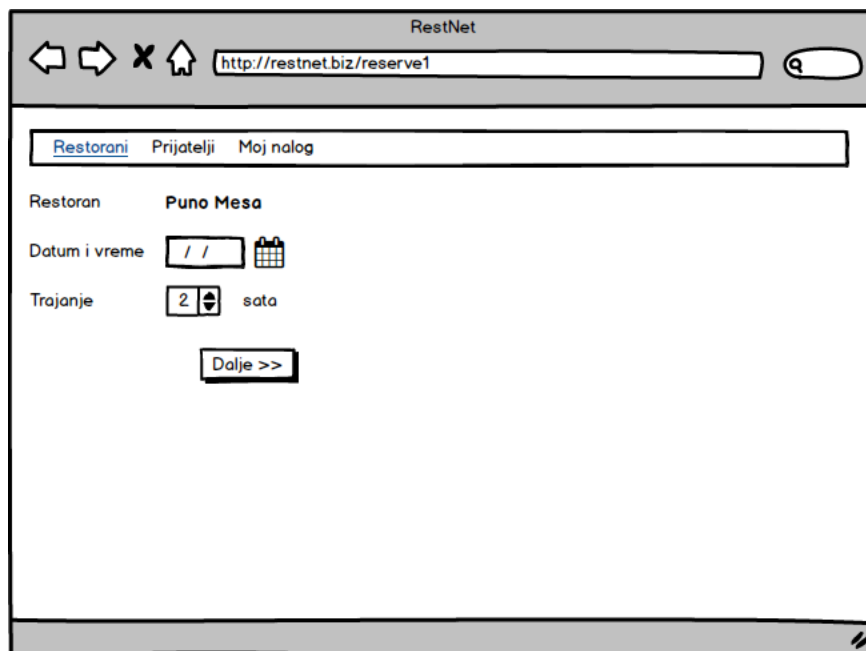 RestNet
http://restnet.biz/reserve1
Restorani Prijatelji Moj nalog
Restoran Puno Mesa
Datum i vreme / /
Trajanje 2 sata
Dalje >>